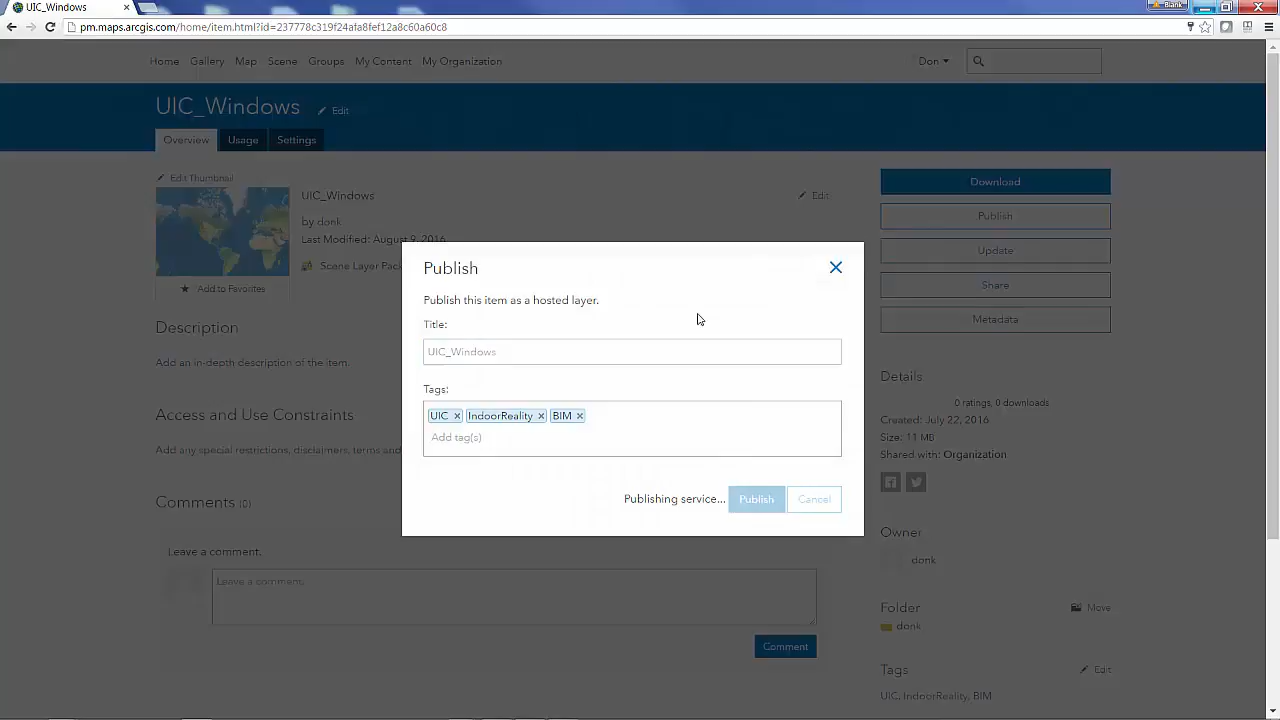 UIC_Windows
Blank
pm.maps.arcgis.com/home/item.html?id=237778c319f24afa8fef12a8c60a60c8
Home Gallery Map Scene Groups My Content My Organization
Don
UIC_Windows Edit
Overview Usage Settings
Edit Thumbnail
UIC_Windows
Edit
by donk
Last Modified: August 9, 2016
Scene Layer Pac
Add to Favorites
Download
Publish
Update
Share
Metadata
Publish
Publish this item as a hosted layer.
Title:
UIC_Windows
Tags:
UIC × IndoorReality × BIM ×
Add tag(s)
Publishing service... Publish Cancel
Description
Add an in-depth description of the item.
Access and Use Constraints
Add any special restrictions, disclaimers, terms and
Comments (0)
Leave a comment.
Leave a comment.
Comment
Details
0 ratings, 0 downloads
Created: July 22, 2016
Size: 11 MB
Shared with: Organization
Owner
donk
Folder Move
donk
Tags Edit
UIC, IndoorReality, BIM